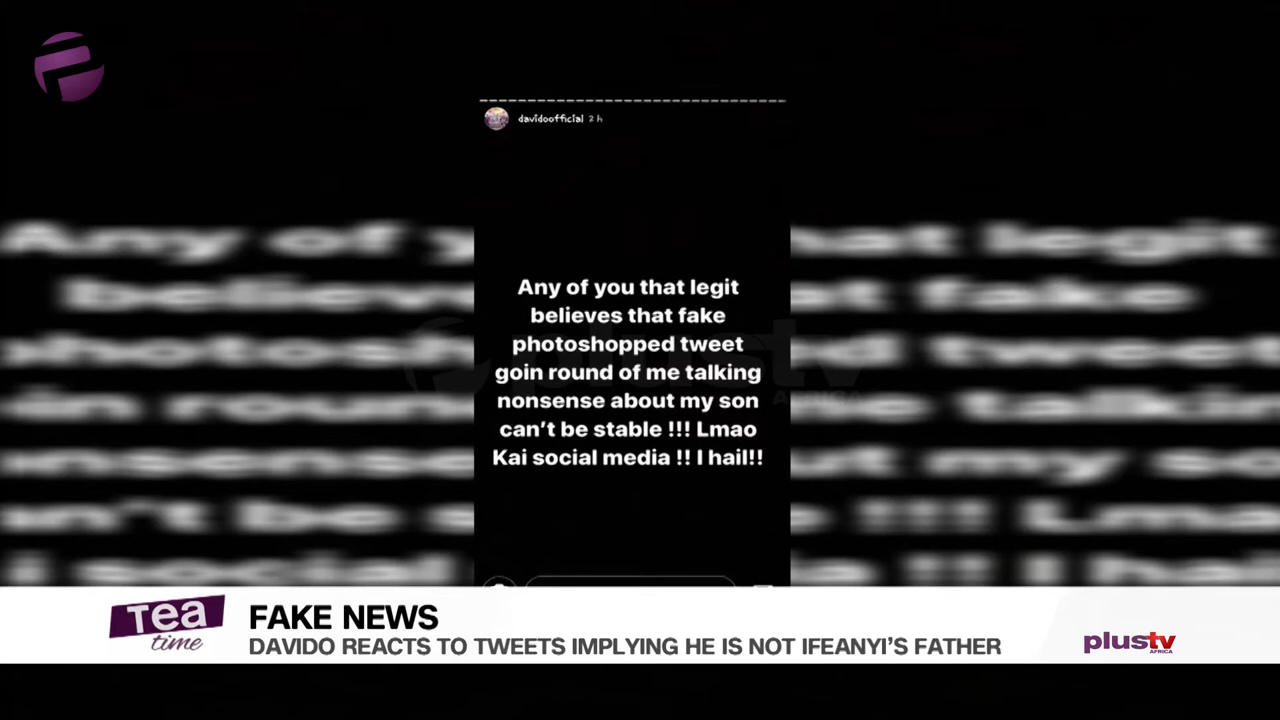 davidoofficial 2 h
Any of you that legit
believes that fake
photoshopped tweet
goin round of me talking
nonsense about my son
can't be stable !!! Lmao
Kai social media !! I hail!!
plustv
AFRICA
Tea
time
FAKE NEWS
DAVIDO REACTS TO TWEETS IMPLYING HE IS NOT IFEANYI'S FATHER
plustv
AFRICA